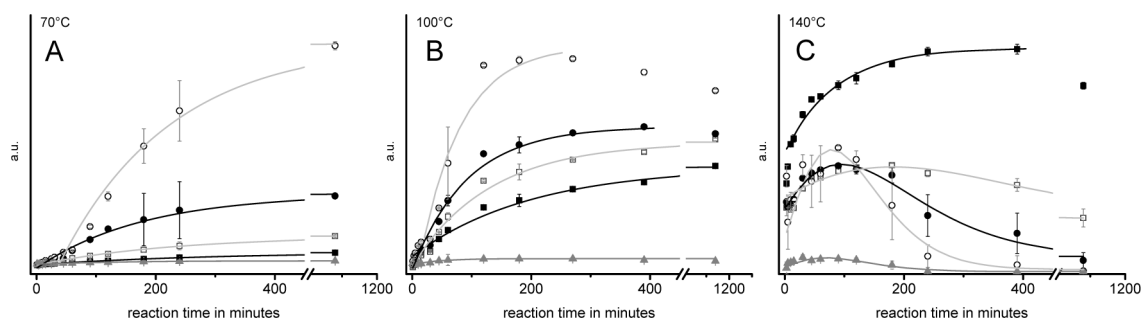 70°C
A
a.u.
0
200
400
1200
reaction time in minutes
100°C
B
a.u.
0
200
400
1200
reaction time in minutes
140°C
C
a.u.
0
200
400
1200
reaction time in minutes